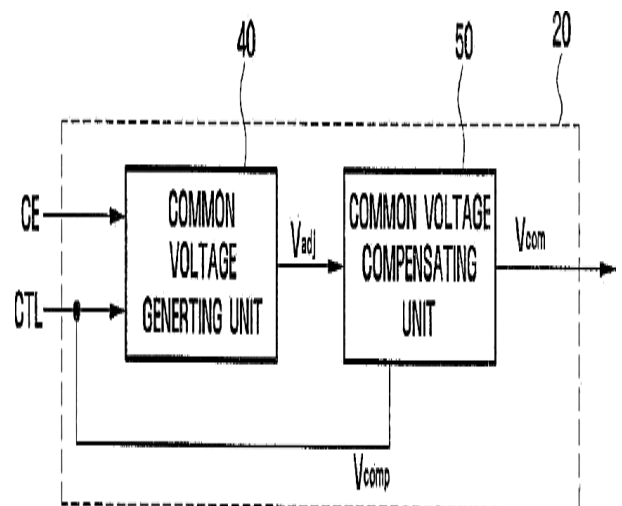 40
50
20
CE
CTL
COMMON
VOLTAGE
GENERTING UNIT
Vadj
COMMON VOLTAGE
COMPENSATING
UNIT
Vcom
Vcomp